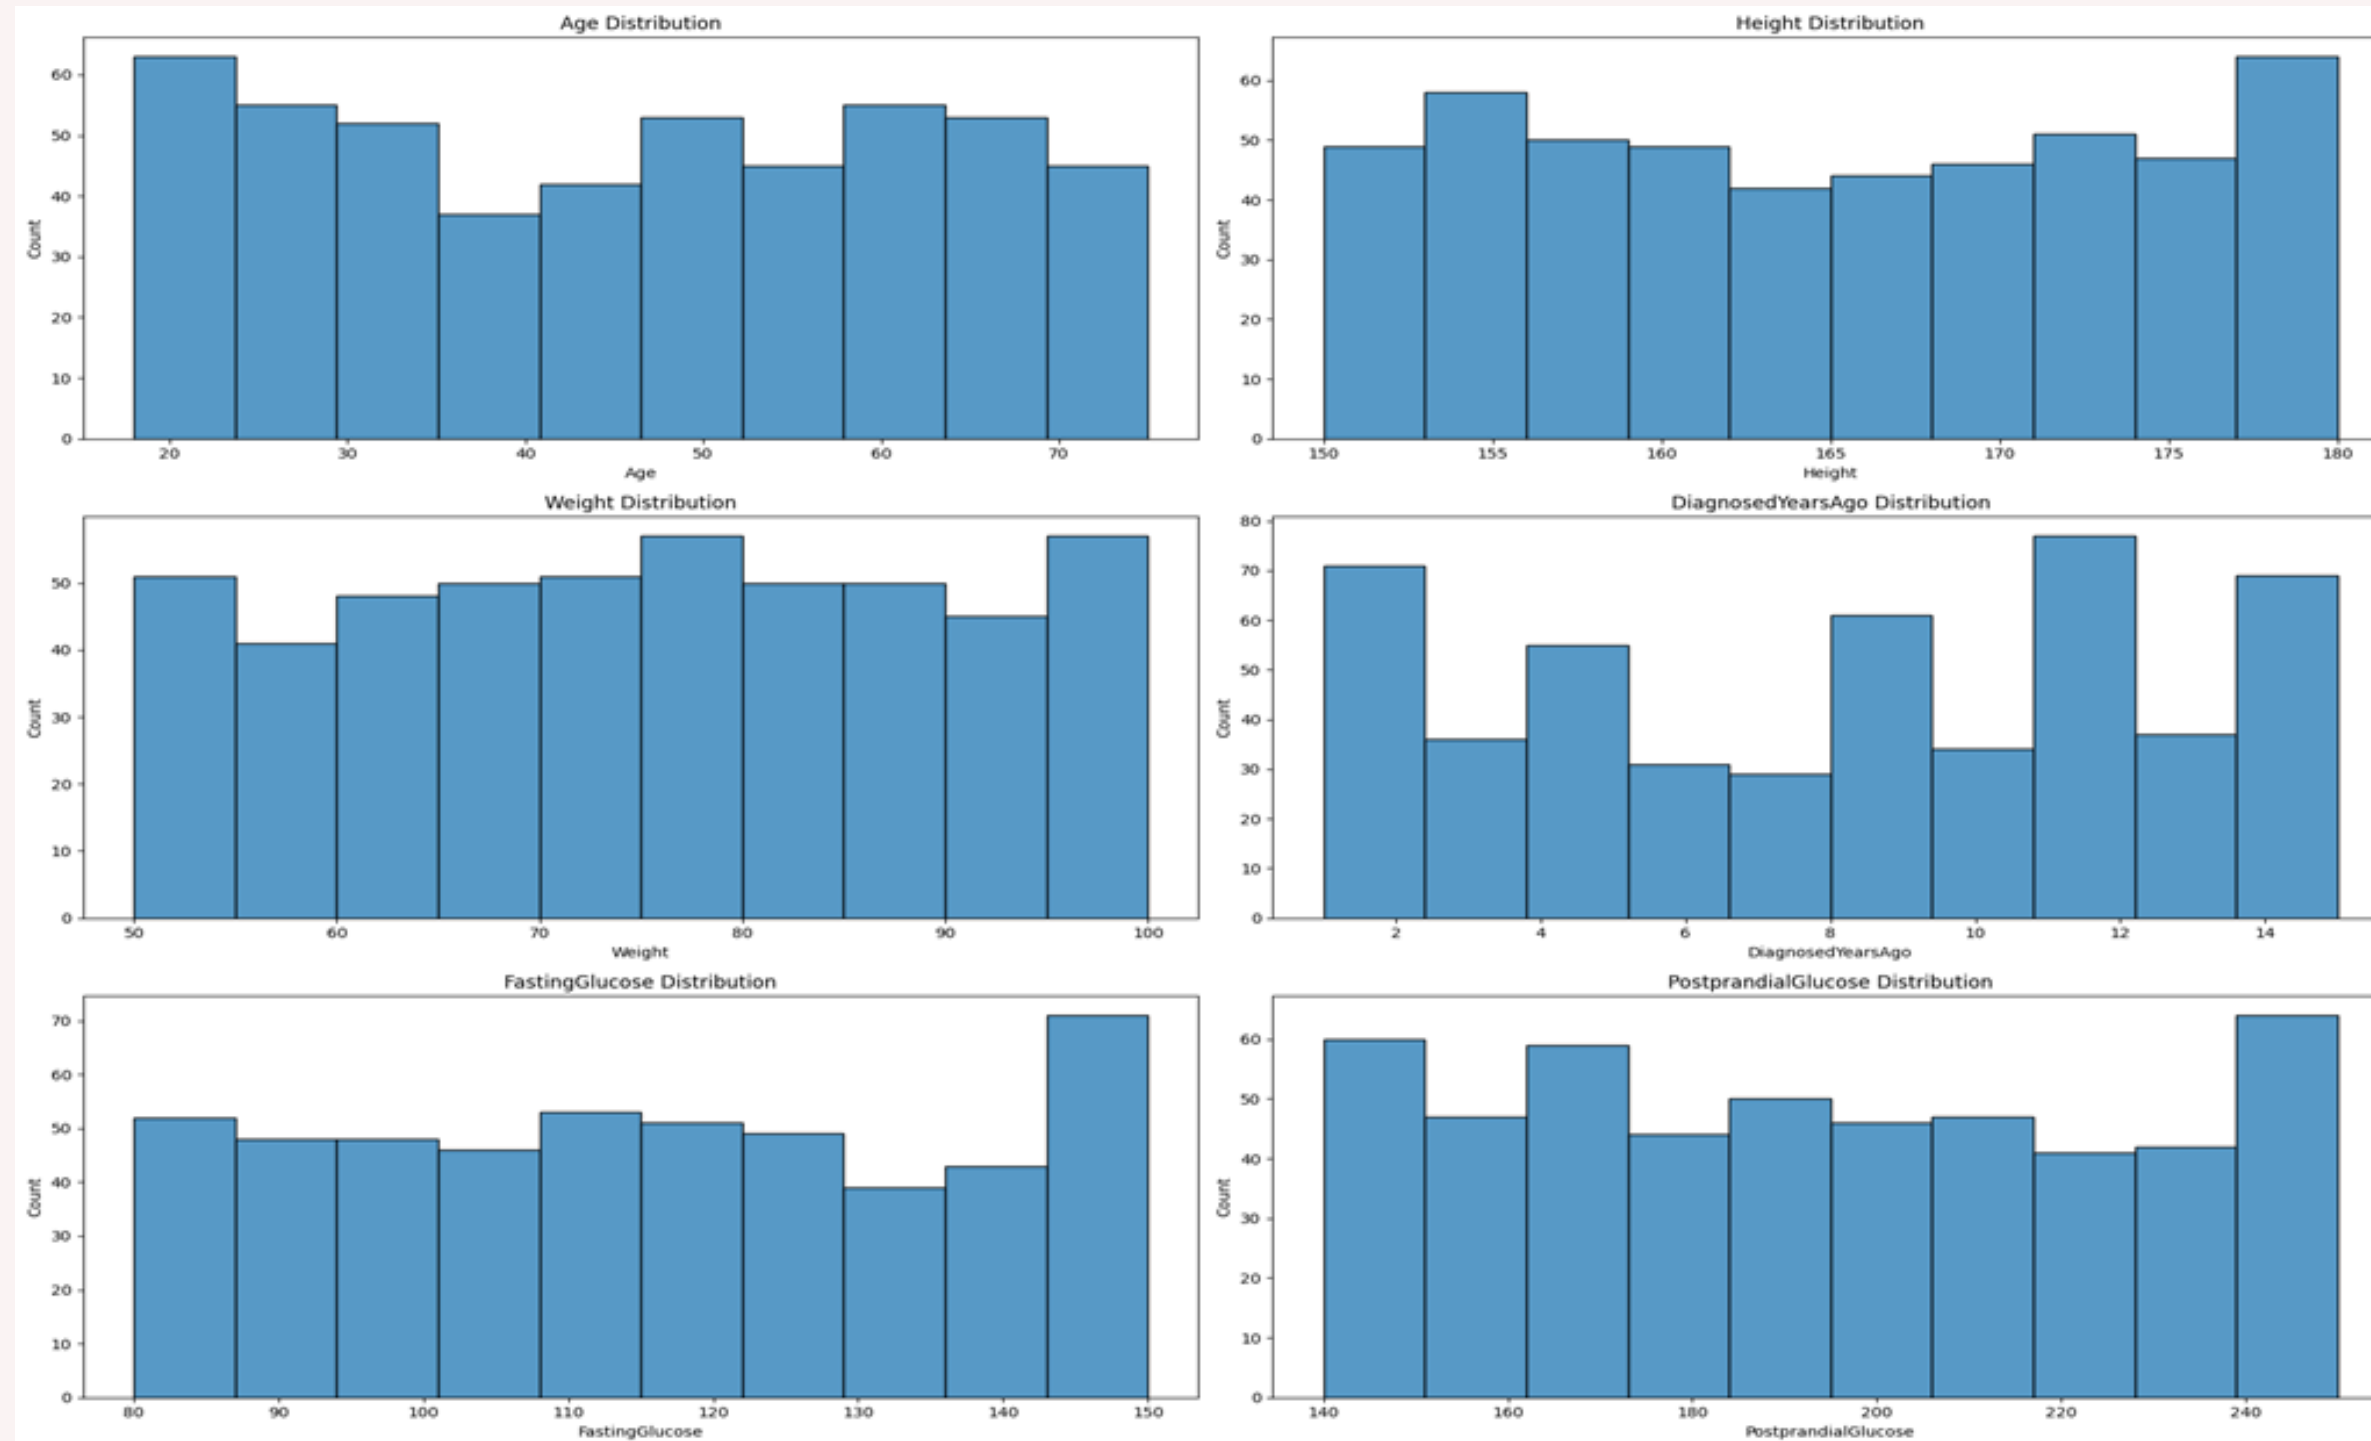 Age Distribution
60
50
40
30
20
10
0
Count
20 30 40 50 60 70
Age
Height Distribution
60
50
40
30
20
10
0
Count
150 155 160 165 170 175 180
Height
Weight Distribution
50
40
30
20
10
0
Count
50 60 70 80 90 100
Weight
DiagnosedYearsAgo Distribution
80
70
60
50
40
30
20
10
0
Count
2 4 6 8 10 12 14
DiagnosedYearsAgo
FastingGlucose Distribution
70
60
50
40
30
20
10
0
Count
80 90 100 110 120 130 140 150
FastingGlucose
PostprandialGlucose Distribution
60
50
40
30
20
10
0
Count
140 160 180 200 220 240
PostprandialGlucose